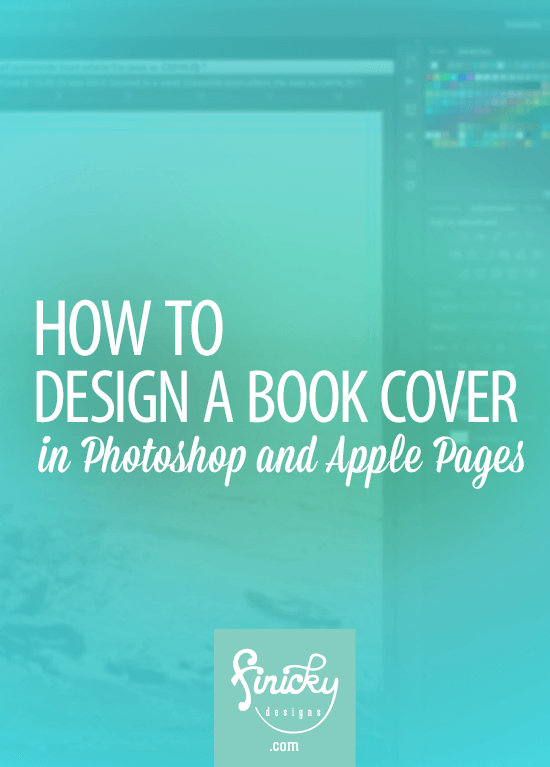 HOW TO
DESIGN A BOOK COVER
in Photoshop and Apple Pages
finicky
designs
.com